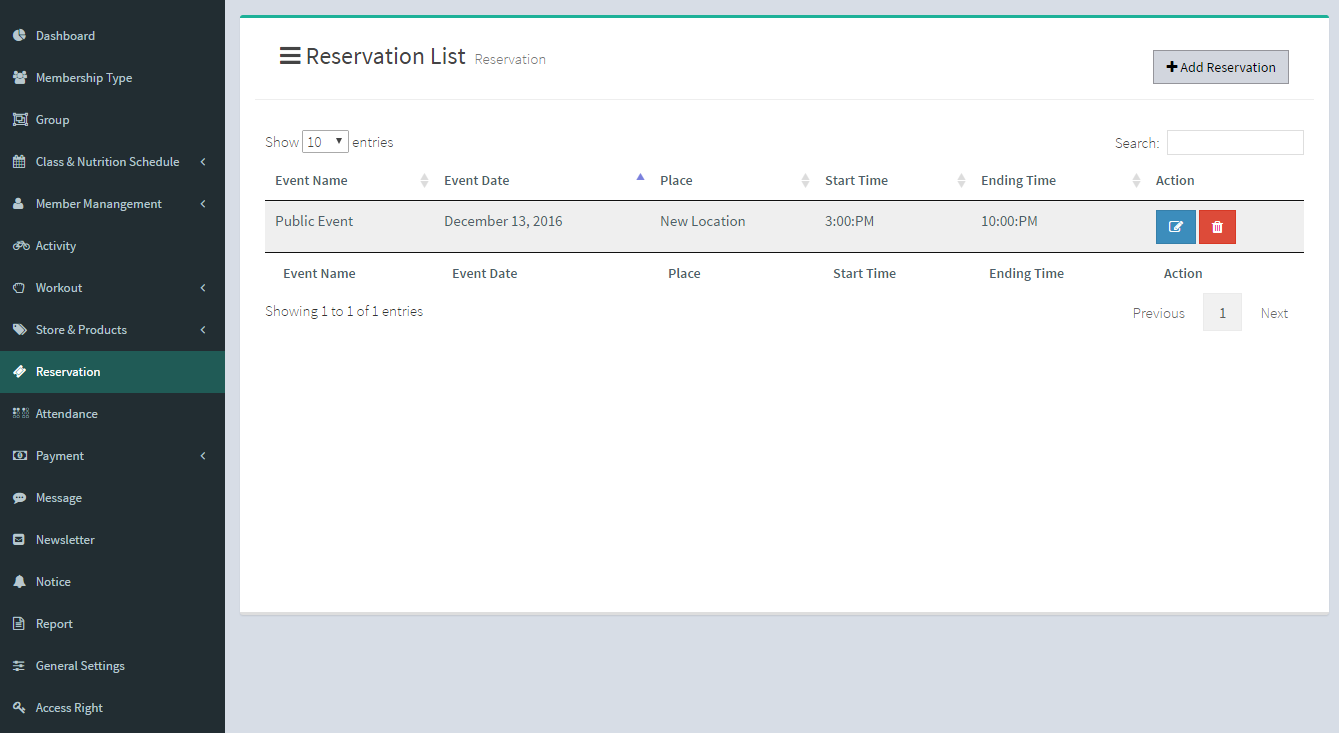 Dashboard
Membership Type
Group
Class & Nutrition Schedule
Member Manangement
Activity
Workout
Store & Products
Reservation
Attendance
Payment
Message
Newsletter
Notice
Report
General Settings
Access Right
Reservation List Reservation
Add Reservation
Show 10 entries
Search:
Event Name Event Date Place Start Time Ending Time Action
Public Event December 13, 2016 New Location 3:00:PM 10:00:PM
Event Name Event Date Place Start Time Ending Time Action
Showing 1 to 1 of 1 entries
Previous 1 Next